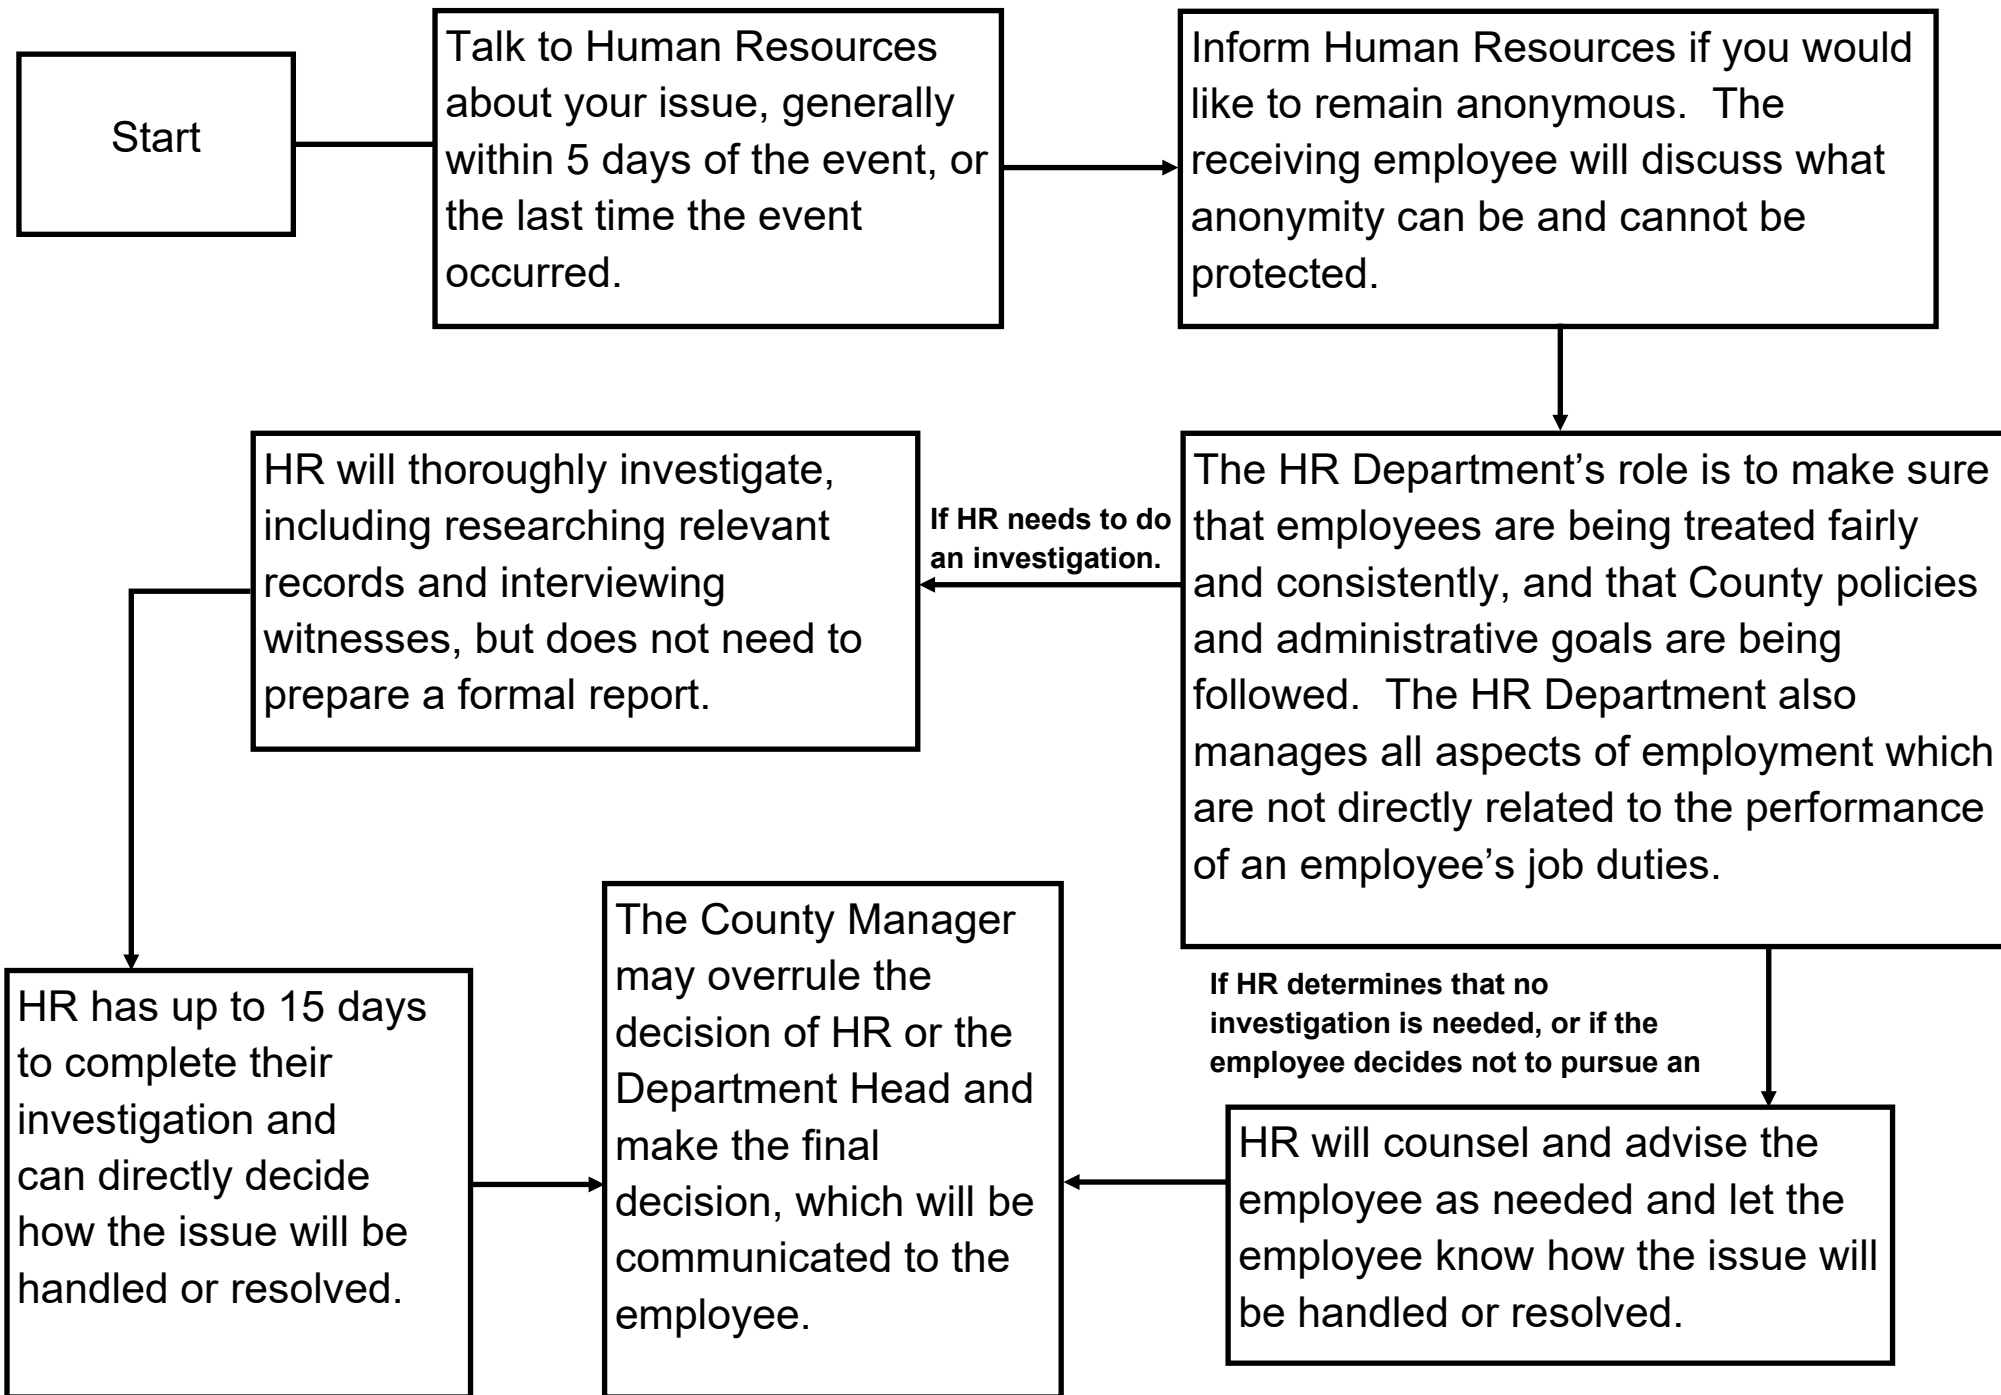 Start
Talk to Human Resources
about your issue, generally
within 5 days of the event, or
the last time the event
occurred.
Inform Human Resources if you would
like to remain anonymous.  The
receiving employee will discuss what
anonymity can be and cannot be
protected.
The HR Department’s role is to make sure
that employees are being treated fairly
and consistently, and that County policies
and administrative goals are being
followed.  The HR Department also
manages all aspects of employment which
are not directly related to the performance
of an employee’s job duties.
If HR needs to do
an investigation.
HR will thoroughly investigate,
including researching relevant
records and interviewing
witnesses, but does not need to
prepare a formal report.
HR has up to 15 days
to complete their
investigation and
can directly decide
how the issue will be
handled or resolved.
If HR determines that no
investigation is needed, or if the
employee decides not to pursue an
HR will counsel and advise the
employee as needed and let the
employee know how the issue will
be handled or resolved.
The County Manager
may overrule the
decision of HR or the
Department Head and
make the final
decision, which will be
communicated to the
employee.